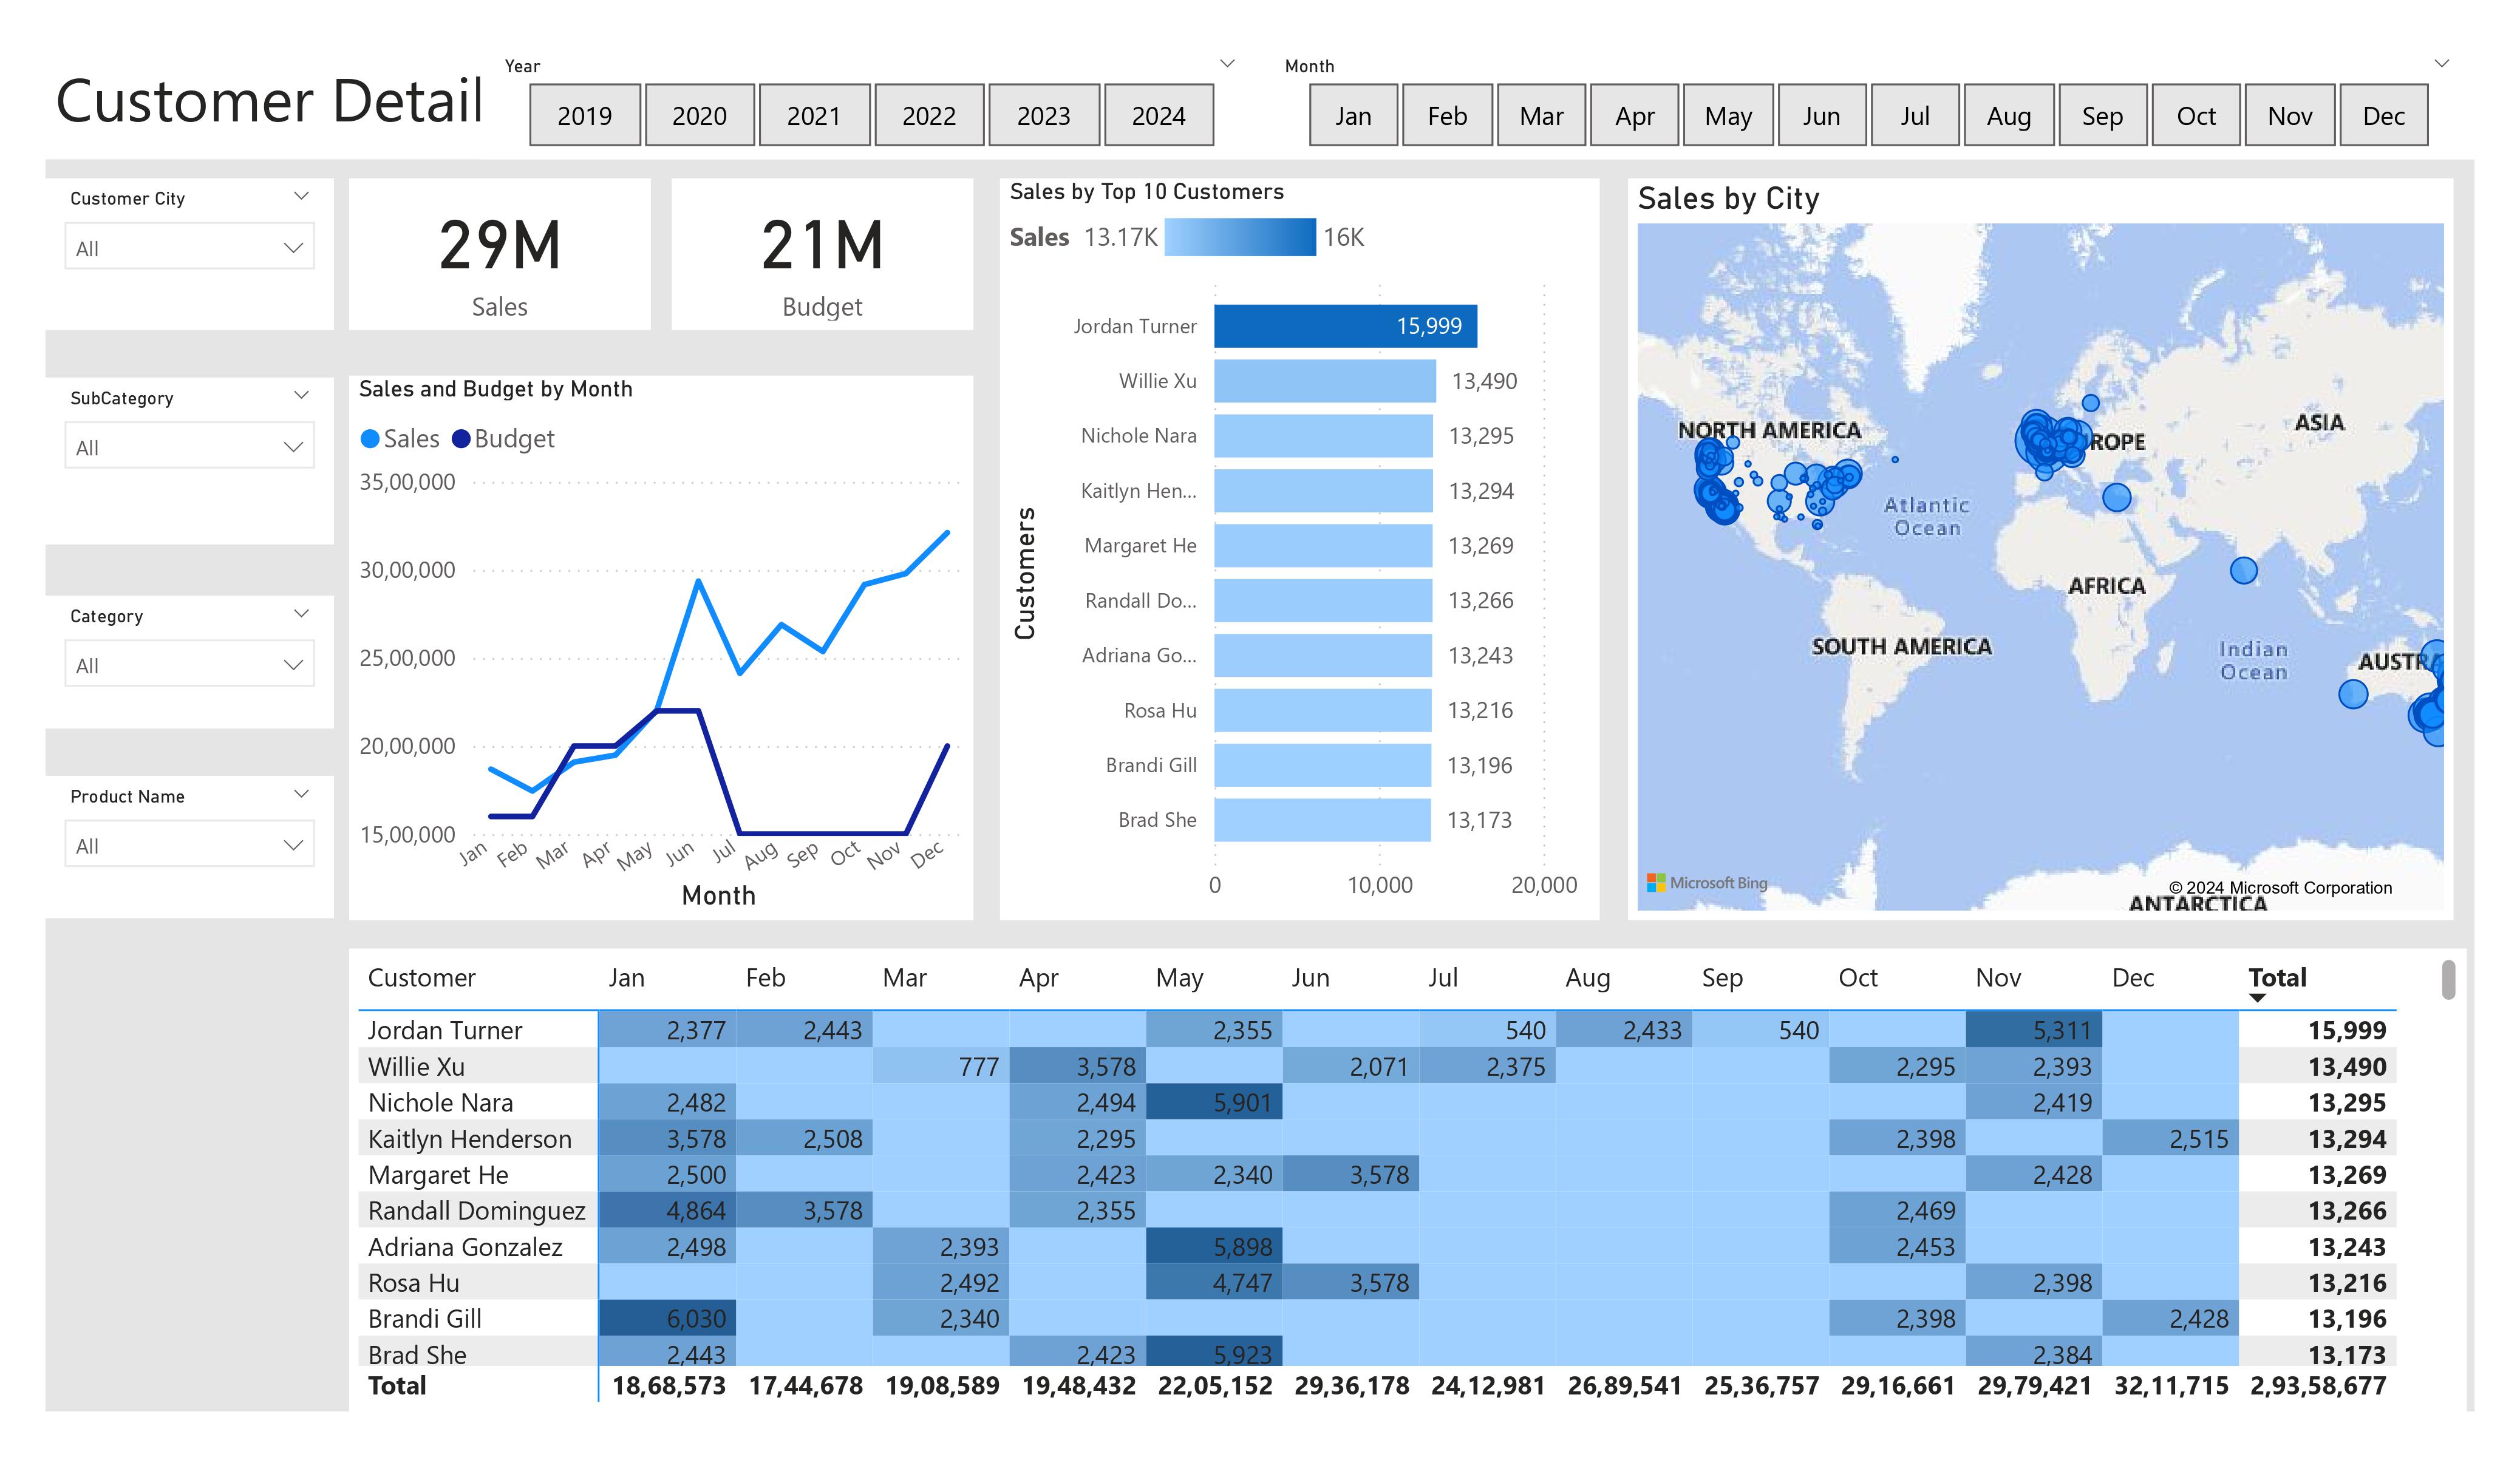 Customer Detail
Year
2019 2020 2021 2022 2023 2024
Month
Jan Feb Mar Apr May Jun Jul Aug Sep Oct Nov Dec
Customer City
All
SubCategory
All
Category
All
Product Name
All
29M
Sales
21M
Budget
Sales and Budget by Month
Sales Budget
35,00,000
30,00,000
25,00,000
20,00,000
15,00,000
Jan Feb Mar Apr May Jun Jul Aug Sep Oct Nov Dec
Month
Sales by Top 10 Customers
Sales 13.17K 16K
Customers
Jordan Turner 15,999
Willie Xu 13,490
Nichole Nara 13,295
Kaitlyn Hen... 13,294
Margaret He 13,269
Randall Do... 13,266
Adriana Go... 13,243
Rosa Hu 13,216
Brandi Gill 13,196
Brad She 13,173
0 10,000 20,000
Sales by City
NORTH AMERICA
ROPE
ASIA
Atlantic
Ocean
AFRICA
SOUTH AMERICA
Indian
Ocean
AUSTRA
Microsoft Bing
© 2024 Microsoft Corporation
ANTARCTICA
Customer Jan Feb Mar Apr May Jun Jul Aug Sep Oct Nov Dec Total
Jordan Turner 2,377 2,443 2,355 540 2,433 540 5,311 15,999
Willie Xu 777 3,578 2,071 2,375 2,295 2,393 13,490
Nichole Nara 2,482 2,494 5,901 2,419 13,295
Kaitlyn Henderson 3,578 2,508 2,295 2,398 2,515 13,294
Margaret He 2,500 2,423 2,340 3,578 2,428 13,269
Randall Dominguez 4,864 3,578 2,355 2,469 13,266
Adriana Gonzalez 2,498 2,393 5,898 2,453 13,243
Rosa Hu 2,492 4,747 3,578 2,398 13,216
Brandi Gill 6,030 2,340 2,398 2,428 13,196
Brad She 2,443 2,423 5,923 2,384 13,173
Total 18,68,573 17,44,678 19,08,589 19,48,432 22,05,152 29,36,178 24,12,981 26,89,541 25,36,757 29,16,661 29,79,421 32,11,715 2,93,58,677